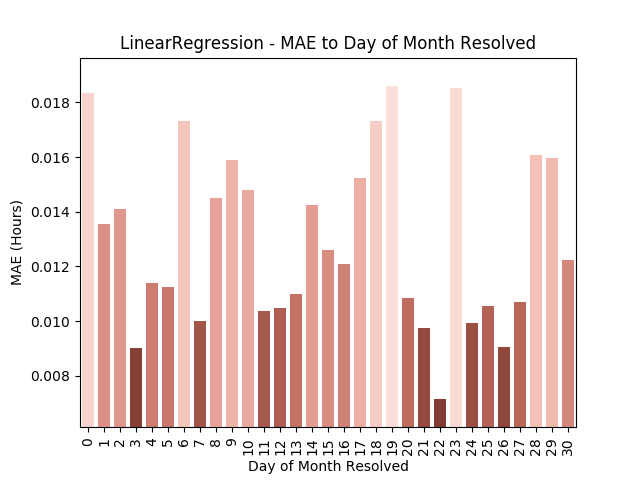 LinearRegression - MAE to Day of Month Resolved
MAE (Hours)
0.018
0.016
0.014
0.012
0.010
0.008
0 1 2 3 4 5 6 7 8 9 10 11 12 13 14 15 16 17 18 19 20 21 22 23 24 25 26 27 28 29 30
Day of Month Resolved